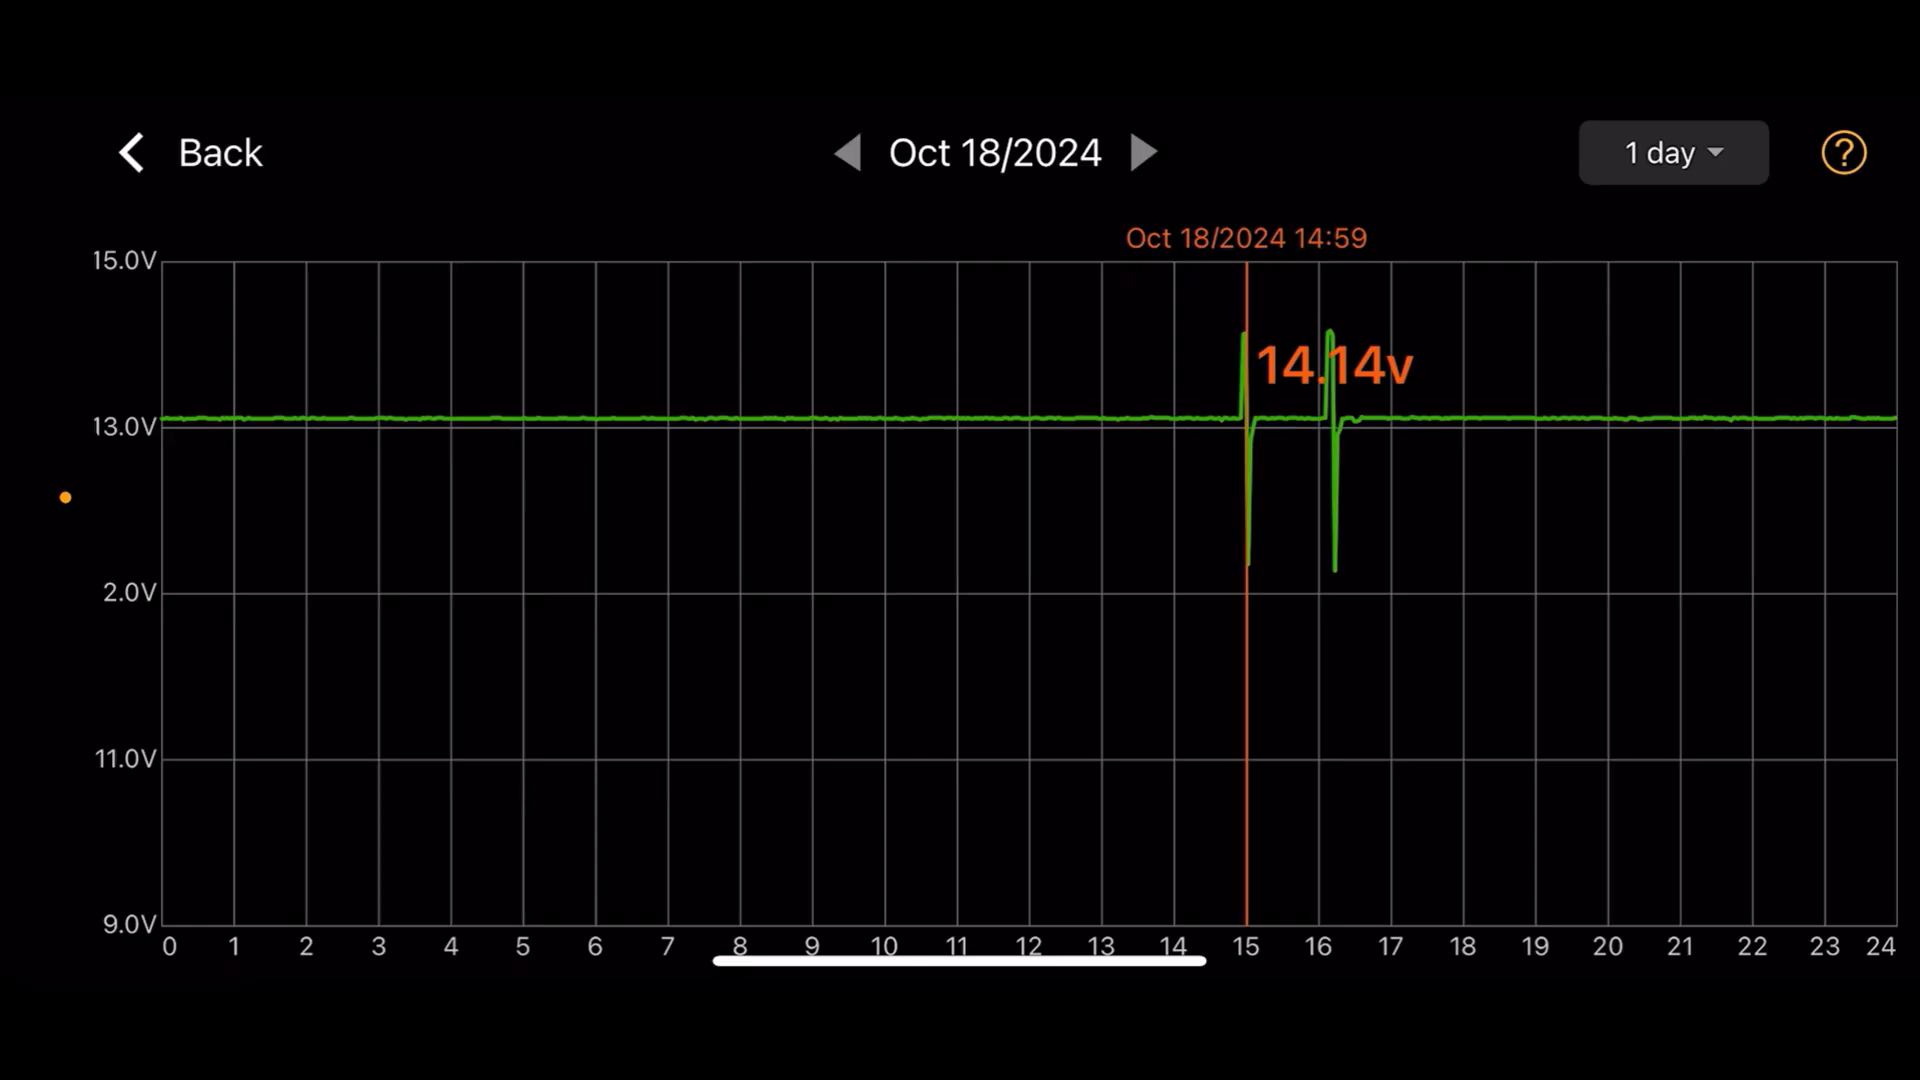 Back
Oct 18/2024
1 day
?
Oct 18/2024 14:59
15.0V
14.14v
13.0V
2.0V
11.0V
9.0V
0 1 2 3 4 5 6 7 8 9 10 11 12 13 14 15 16 17 18 19 20 21 22 23 24